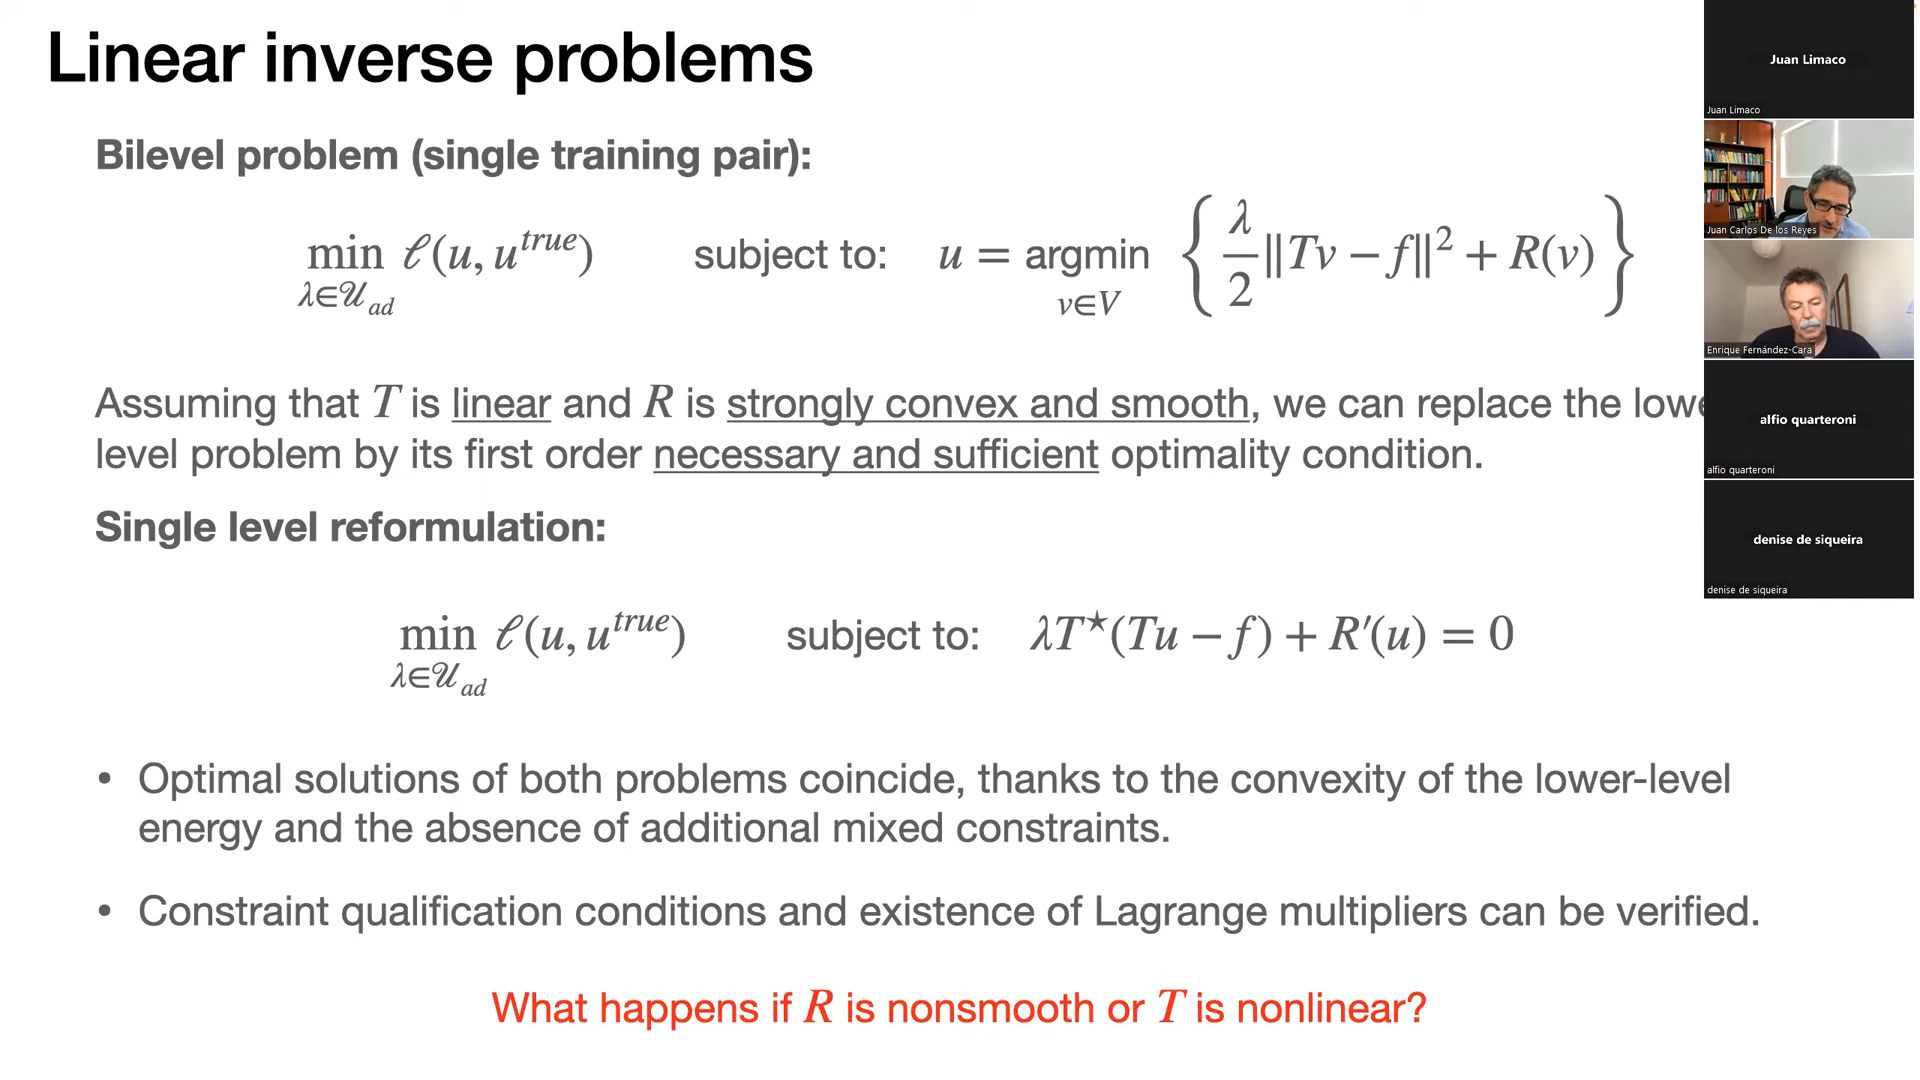 Linear inverse problems
Bilevel problem (single training pair):
min ℓ(u, u^{true}) subject to: u = argmin { λ/2 ‖Tv − f‖² + R(v) }
λ∈𝒰_{ad} v∈V
Assuming that T is linear and R is strongly convex and smooth, we can replace the lowe
level problem by its first order necessary and sufficient optimality condition.
Single level reformulation:
min ℓ(u, u^{true}) subject to: λT★(Tu − f) + R′(u) = 0
λ∈𝒰_{ad}
• Optimal solutions of both problems coincide, thanks to the convexity of the lower-level
energy and the absence of additional mixed constraints.
• Constraint qualification conditions and existence of Lagrange multipliers can be verified.
What happens if R is nonsmooth or T is nonlinear?
Juan Limaco
Juan Limaco
Juan Carlos De los Reyes
Enrique Fernández-Cara
alfio quarteroni
alfio quarteroni
denise de siqueira
denise de siqueira